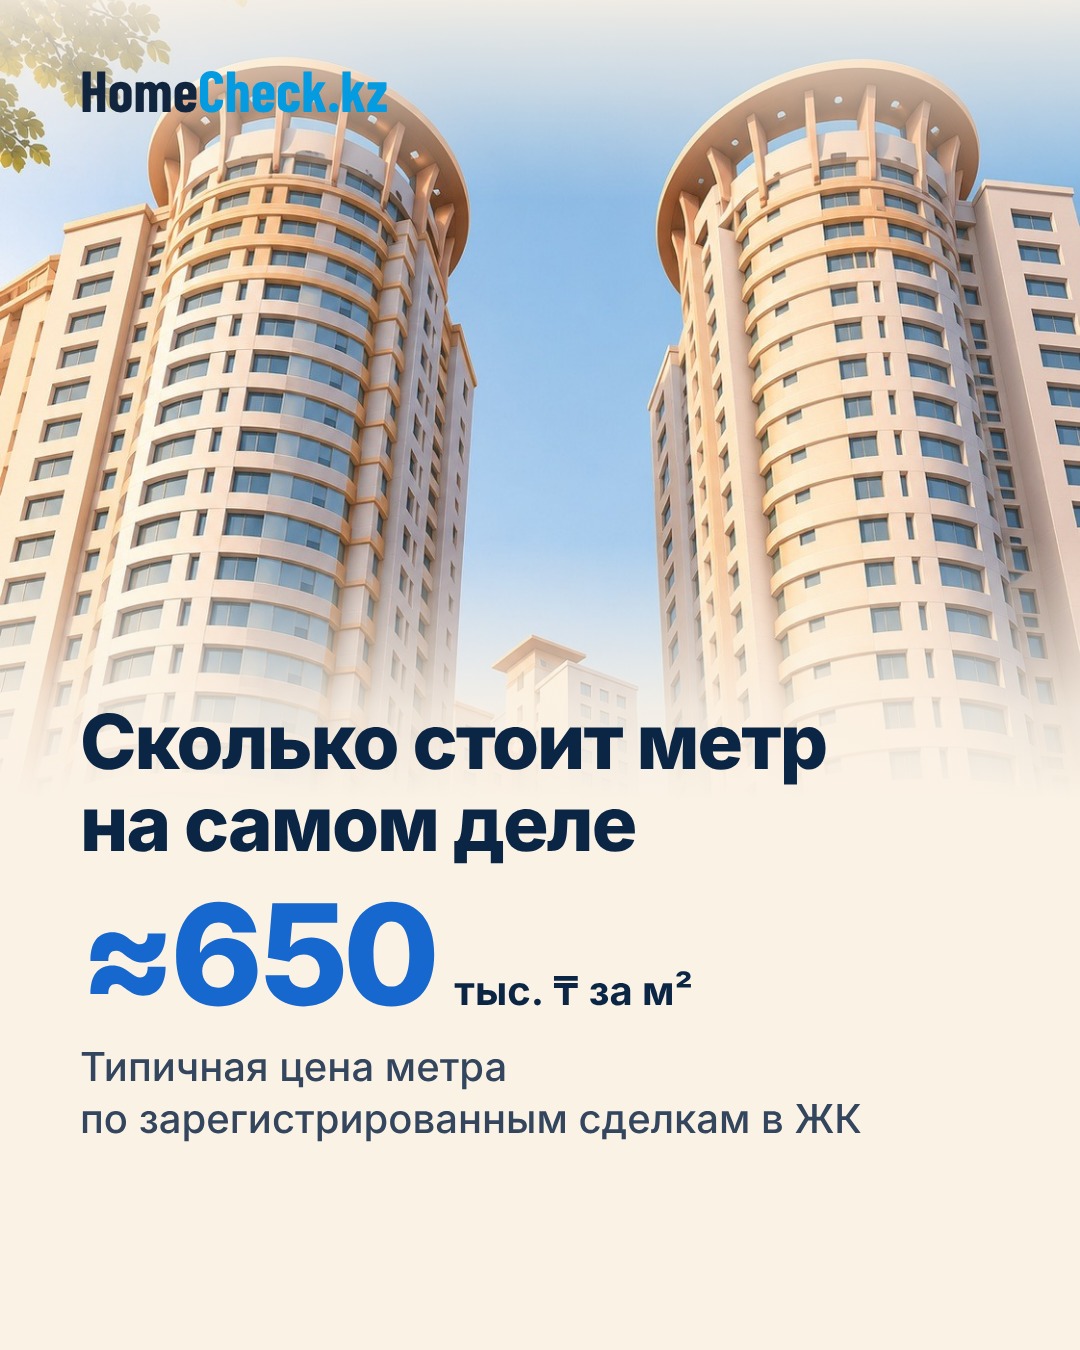 HomeCheck.kz
Сколько стоит метр
на самом деле
≈650 тыс. ₸ за м²
Типичная цена метра
по зарегистрированным сделкам в ЖК